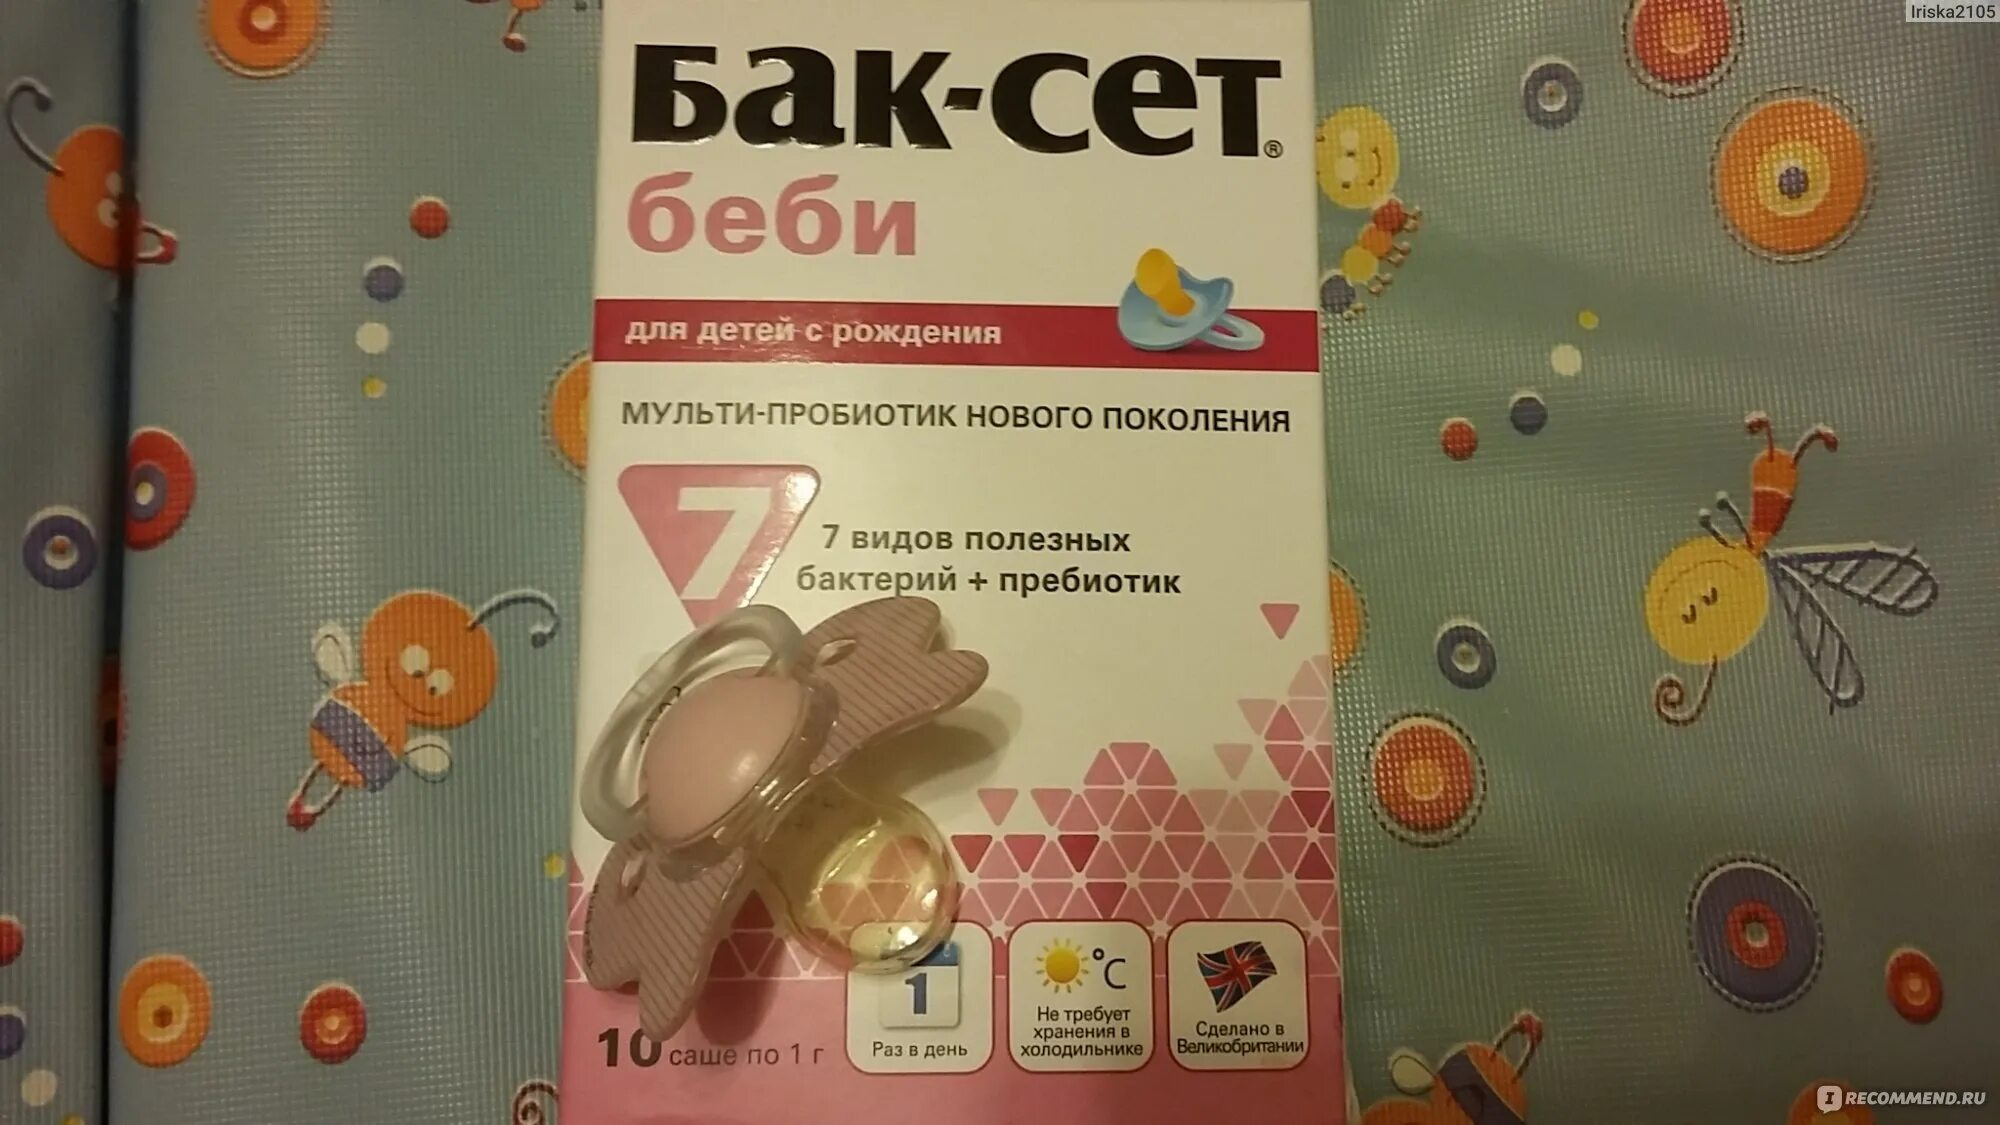 Iriska2105
Бак-сет®
беби
для детей с рождения
МУЛЬТИ-ПРОБИОТИК НОВОГО ПОКОЛЕНИЯ
7
7 видов полезных
бактерий + пребиотик
1
Раз в день
°C
Не требует
хранения в
холодильнике
Сделано в
Великобритании
10 саше по 1 г
I RECOMMEND.RU